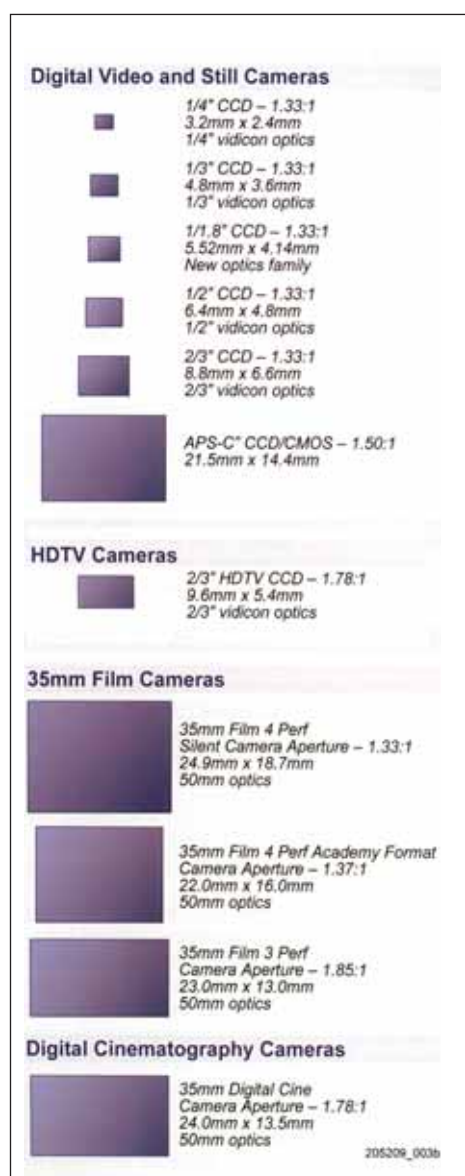 Digital Video and Still Cameras
1/4" CCD – 1.33:1
3.2mm x 2.4mm
1/4" vidicon optics
1/3" CCD – 1.33:1
4.8mm x 3.6mm
1/3" vidicon optics
1/1.8" CCD – 1.33:1
5.52mm x 4.14mm
New optics family
1/2" CCD – 1.33:1
6.4mm x 4.8mm
1/2" vidicon optics
2/3" CCD – 1.33:1
8.8mm x 6.6mm
2/3" vidicon optics
APS-C" CCD/CMOS – 1.50:1
21.5mm x 14.4mm
HDTV Cameras
2/3" HDTV CCD – 1.78:1
9.6mm x 5.4mm
2/3" vidicon optics
35mm Film Cameras
35mm Film 4 Perf
Silent Camera Aperture – 1.33:1
24.9mm x 18.7mm
50mm optics
35mm Film 4 Perf Academy Format
Camera Aperture – 1.37:1
22.0mm x 16.0mm
50mm optics
35mm Film 3 Perf
Camera Aperture – 1.85:1
23.0mm x 13.0mm
50mm optics
Digital Cinematography Cameras
35mm Digital Cine
Camera Aperture – 1.78:1
24.0mm x 13.5mm
50mm optics
205209_003b